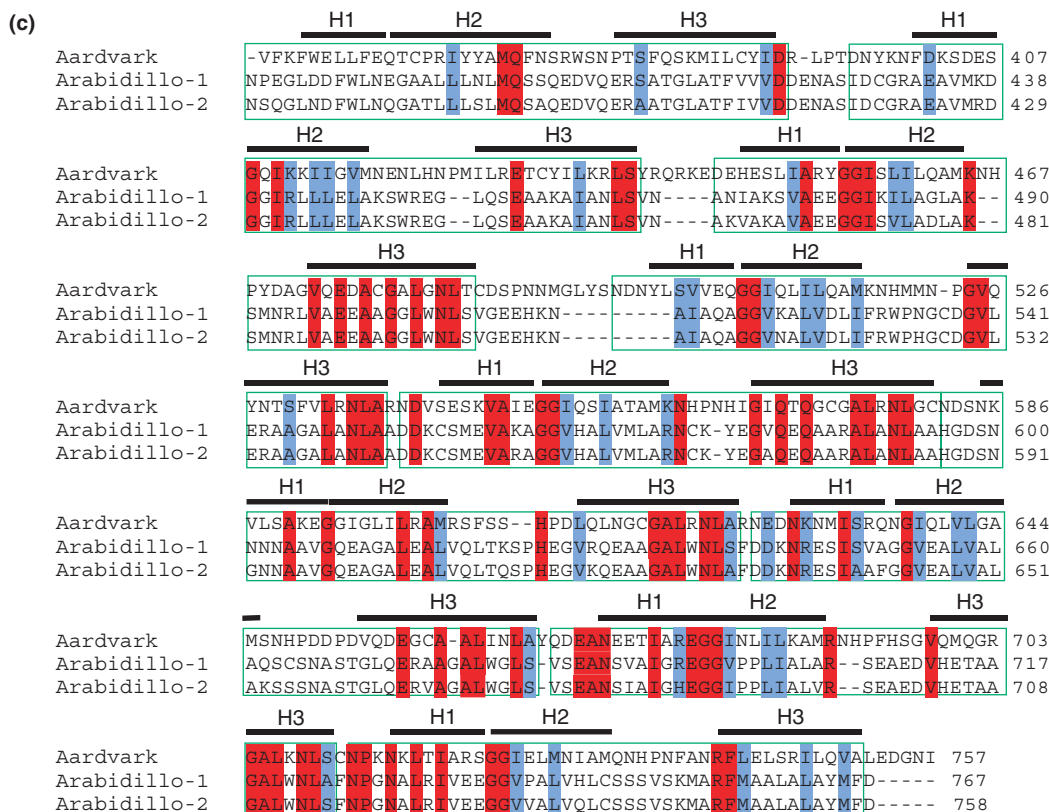 (c)
H1 H2 H3 H1
Aardvark -VFKFWELLFEQTCPRIYYAMQFNSRWSNPTSFQSKMILCYIDR-LPTDNYKNFDKSDES 407
Arabidillo-1 NPEGLDDFWLNEGAALLLNLMQSSQEDVQERSATGLATFVVVDDENASIDCGRAEAVMKD 438
Arabidillo-2 NSQGLNDFWLNQGATLLLSLMQSAQEDVQERAATGLATFIVVDDENASIDCGRAEAVMRD 429
H2 H3 H1 H2
Aardvark GQIKKIIGVMNENLHNPMILRETCYILKRLSYRQRKEDEHESLIARYGGISLILQAMKNH 467
Arabidillo-1 GGIRLLLELAKSWREG--LQSEAAKAIANLSVN----ANIAKSVAEEGGIKILAGLAK-- 490
Arabidillo-2 GGIRLLLELAKSWREG--LQSEAAKAIANLSVN----AKVAKAVAEEGGISVLADLAK-- 481
H3 H1 H2
Aardvark PYDAGVQEDACGALGNLTCDSPNNMGLYSNDNYLSVVEQGGIQLILQAMKNHMMN-PGVQ 526
Arabidillo-1 SMNRLVAEEAAGGLWNLSVGEEHKN---------AIAQAGGVKALVDLIFRWPNGCDGVL 541
Arabidillo-2 SMNRLVAEEAAGGLWNLSVGEEHKN---------AIAQAGGVNALVDLIFRWPHGCDGVL 532
H3 H1 H2 H3
Aardvark YNTSFVLRNLARNDVSESKVAIEGGIQSIATAMKNHPNHIGIQTQGCGALRNLGCNDSNK 586
Arabidillo-1 ERAAGALANLAADDKCSMEVAKAGGVHALVMLARNCK-YEGVQEQAARALANLAAHGDSN 600
Arabidillo-2 ERAAGALANLAADDKCSMEVARAGGVHALVMLARNCK-YEGAQEQAARALANLAAHGDSN 591
H1 H2 H3 H1 H2
Aardvark VLSAKEGGIGLILRAMRSFSS--HPDLQLNGCGALRNLARNEDNKNMISRQNGIQLVLGA 644
Arabidillo-1 NNNAAVGQEAGALEALVQLTKSPHEGVRQEAAGALWNLSFDDKNRESISVAGGVEALVAL 660
Arabidillo-2 GNNAAVGQEAGALEALVQLTQSPHEGVKQEAAGALWNLAFDDKNRESIAAFGGVEALVAL 651
H3 H1 H2 H3
Aardvark MSNHPDDPDVQDEGCA-ALINLAYQDEANEETIAREGGINLILKAMRNHPFHSGVQMQGR 703
Arabidillo-1 AQSCSNASTGLQERAAGALWGLS-VSEANSVAIGREGGVPPLIALAR--SEAEDVHETAA 717
Arabidillo-2 AKSSSNASTGLQERVAGALWGLS-VSEANSIAIGHEGGIPPLIALVR--SEAEDVHETAA 708
H3 H1 H2 H3
Aardvark GALKNLSCNPKNKLTIARSGGIELMNIAMQNHPNFANRFLELSRILQVALEDGNI 757
Arabidillo-1 GALWNLAFNPGNALRIVEEGGVPALVHLCSSSVSKMARFMAALALAYMFD----- 767
Arabidillo-2 GALWNLSFNPGNALRIVEEGGVVALVQLCSSSVSKMARFMAALALAYMFD----- 758